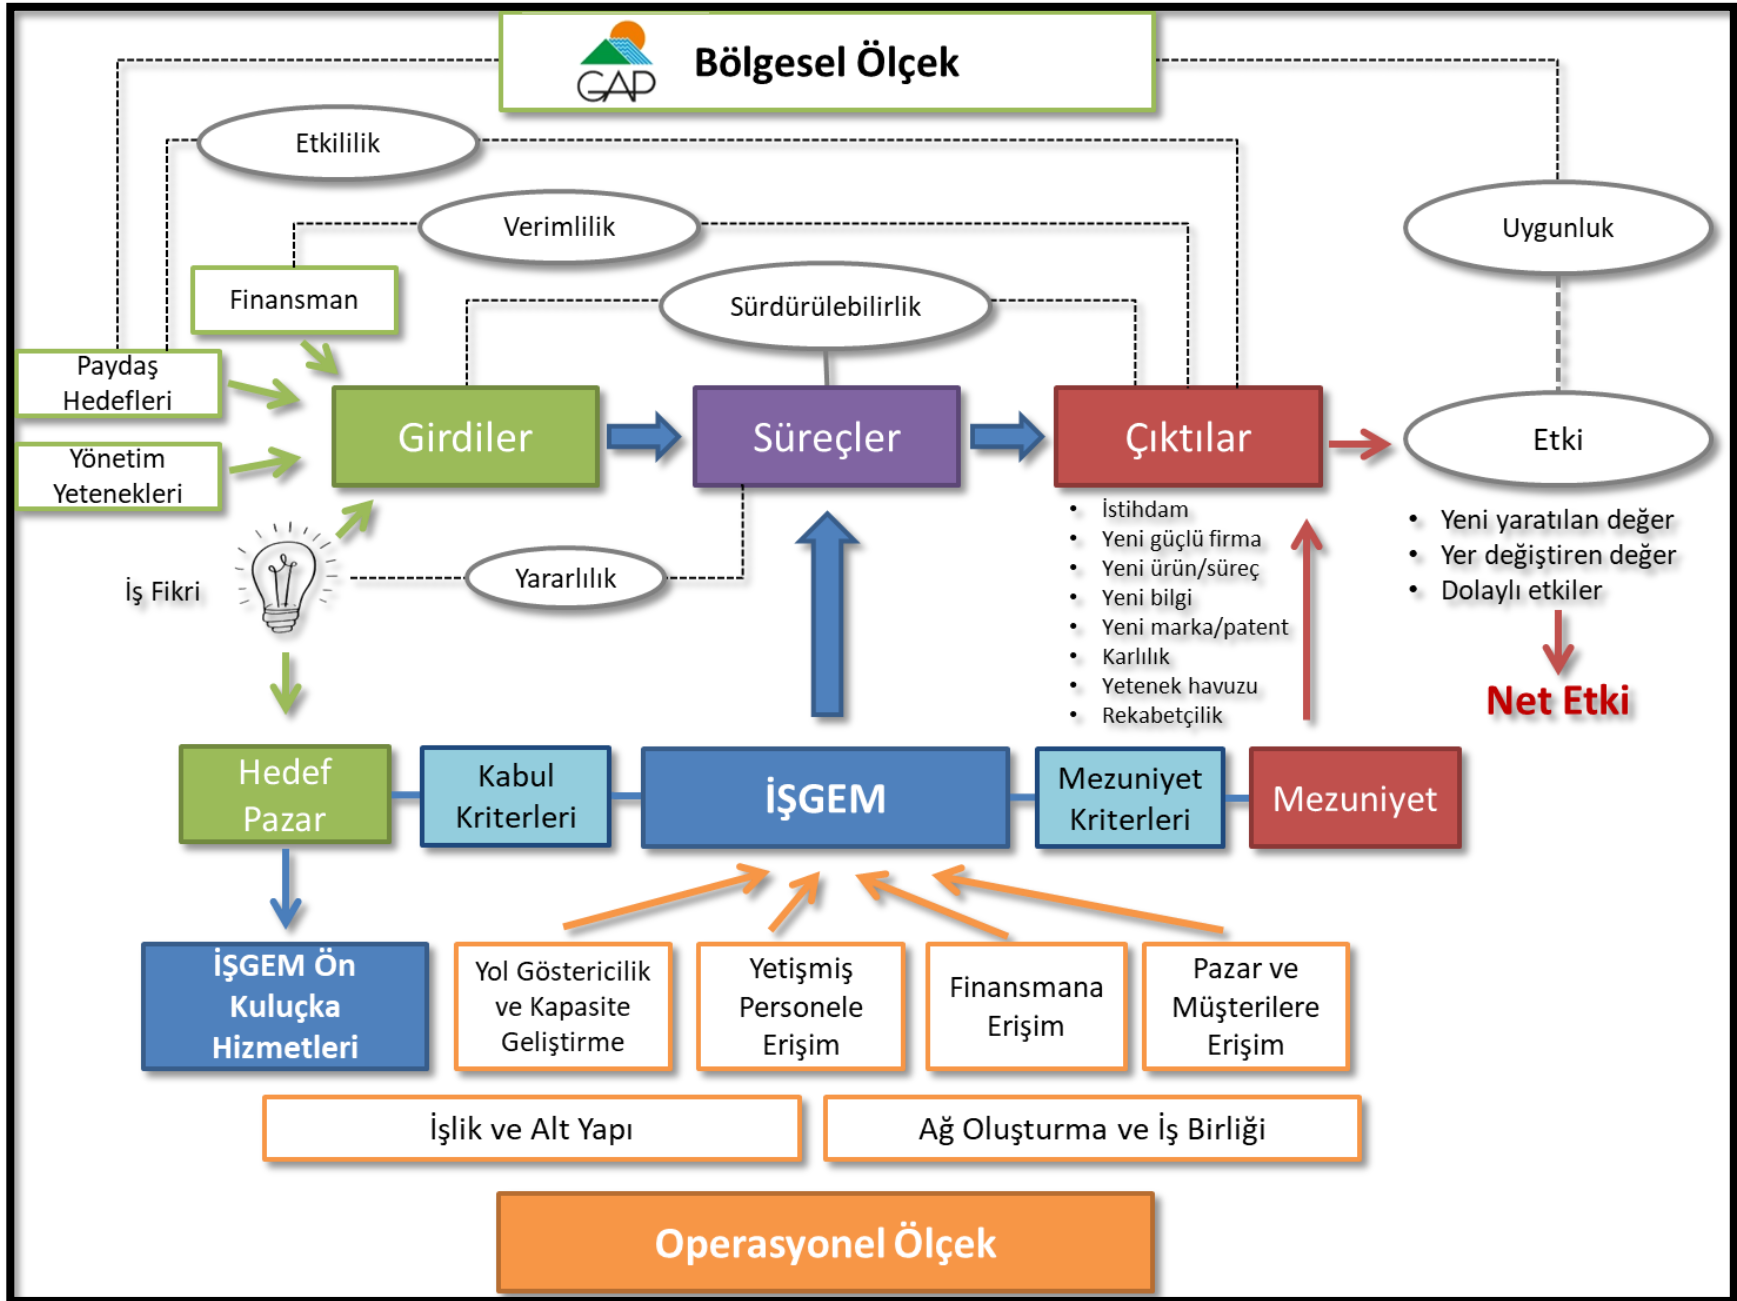 GAP
Bölgesel Ölçek
Etkililik
Verimlilik
Uygunluk
Finansman
Sürdürülebilirlik
Paydaş
Hedefleri
Girdiler
Süreçler
Çıktılar
Etki
Yönetim
Yetenekleri
İş Fikri
Yararlılık
• İstihdam
• Yeni güçlü firma
• Yeni ürün/süreç
• Yeni bilgi
• Yeni marka/patent
• Karlılık
• Yetenek havuzu
• Rekabetçilik
• Yeni yaratılan değer
• Yer değiştiren değer
• Dolaylı etkiler
Net Etki
Hedef
Pazar
Kabul
Kriterleri
İŞGEM
Mezuniyet
Kriterleri
Mezuniyet
İŞGEM Ön
Kuluçka
Hizmetleri
Yol Göstericilik
ve Kapasite
Geliştirme
Yetişmiş
Personele
Erişim
Finansmana
Erişim
Pazar ve
Müşterilere
Erişim
İşlik ve Alt Yapı
Ağ Oluşturma ve İş Birliği
Operasyonel Ölçek